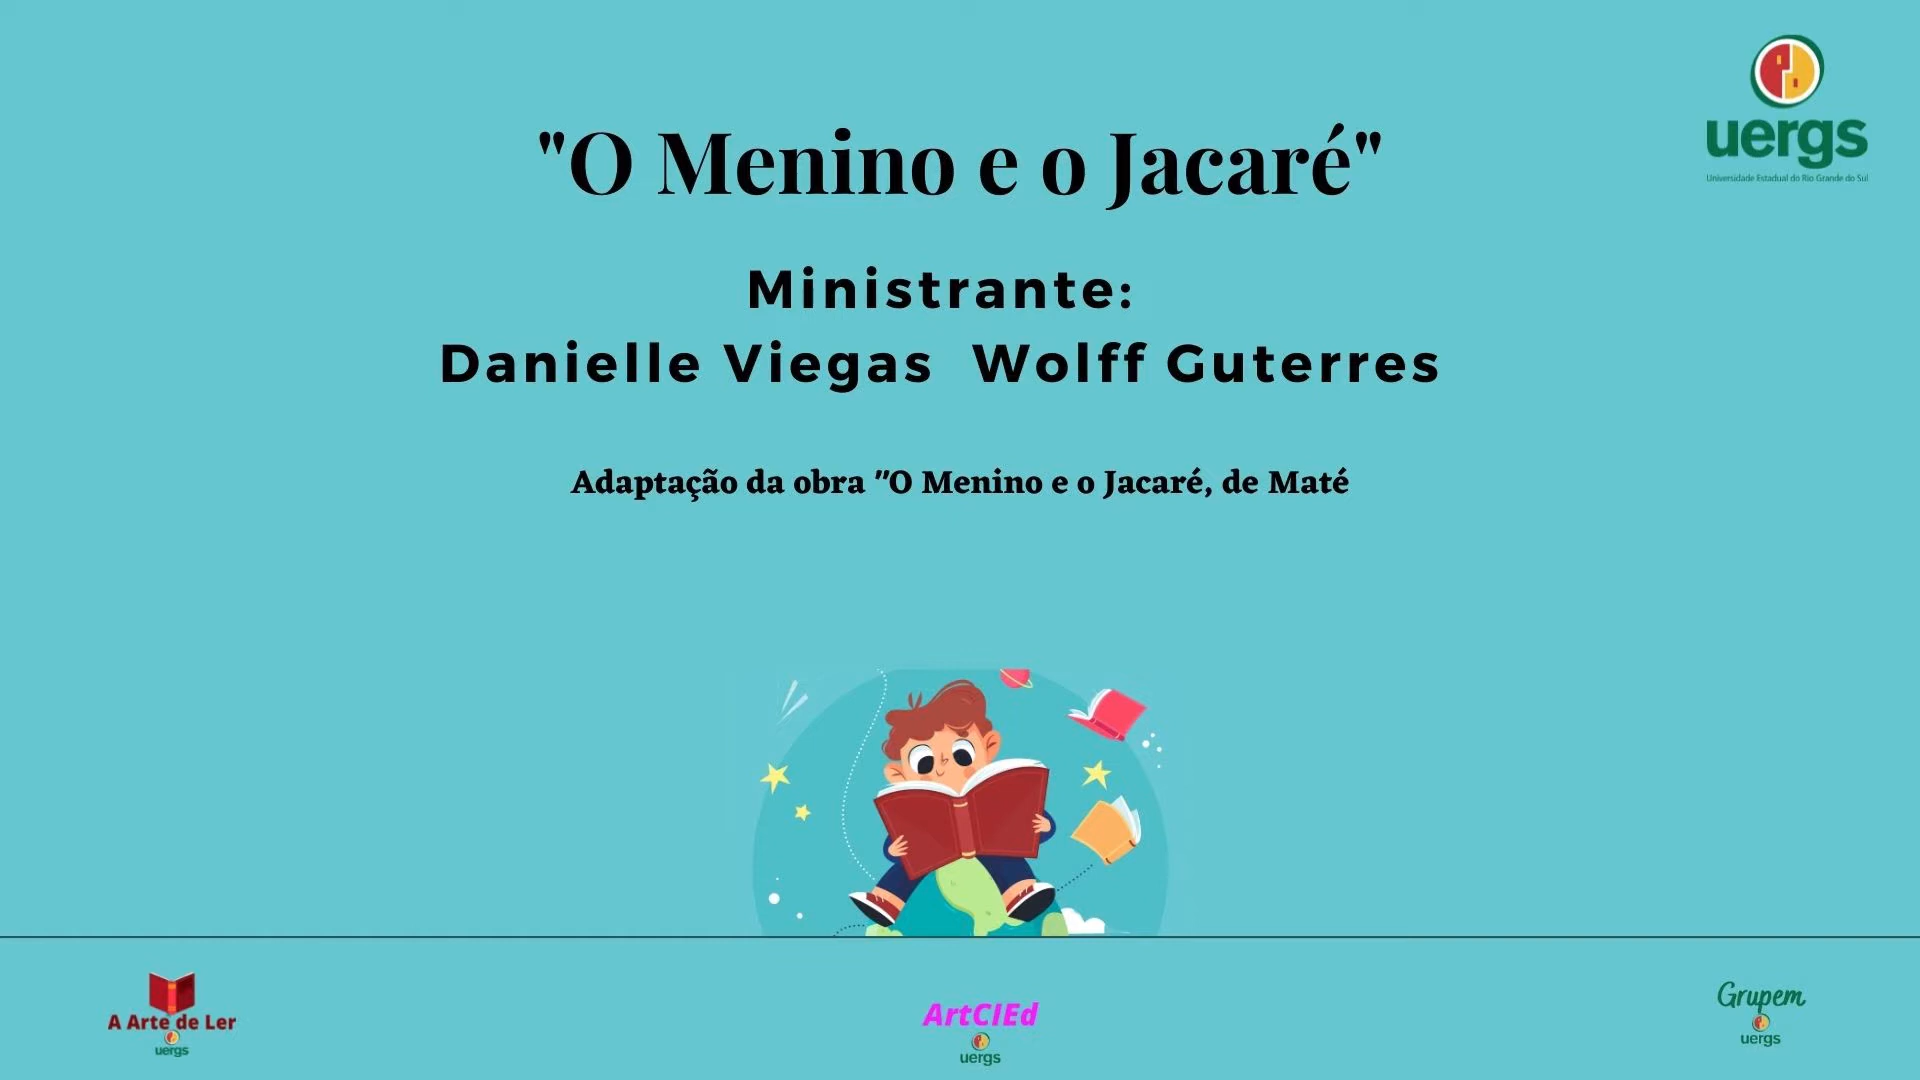 uergs
Universidade Estadual do Rio Grande do Sul
"O Menino e o Jacaré"
Ministrante:
Danielle Viegas Wolff Guterres
Adaptação da obra "O Menino e o Jacaré, de Maté
A Arte de Ler
uergs
ArtCIEd
uergs
Grupem
uergs